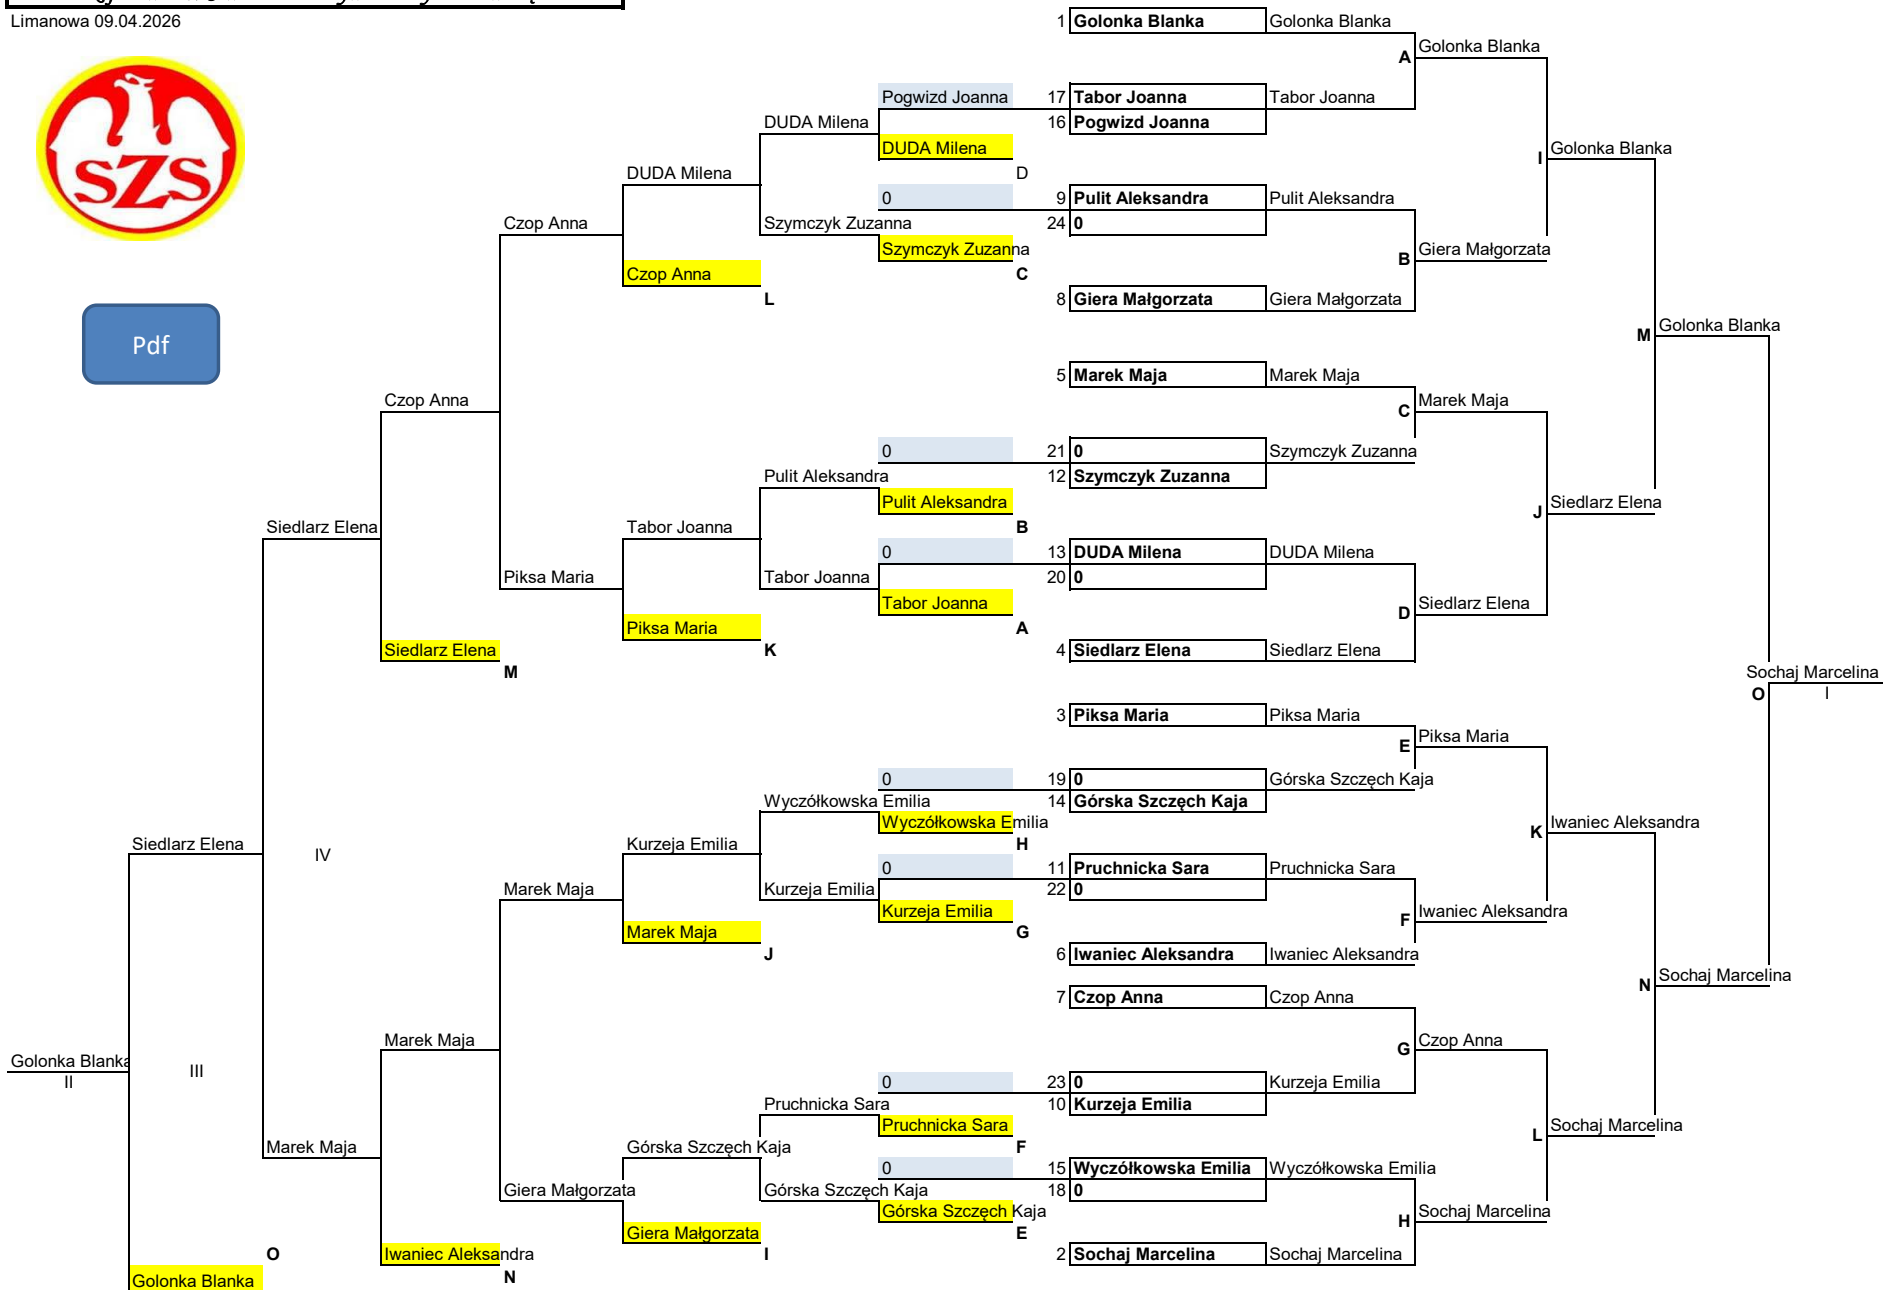 Limanowa 09.04.2026
SZS
Pdf
1 Golonka Blanka Golonka Blanka
A Golonka Blanka
Pogwizd Joanna 17 Tabor Joanna Tabor Joanna
DUDA Milena 16 Pogwizd Joanna
DUDA Milena I Golonka Blanka
DUDA Milena D
0 9 Pulit Aleksandra Pulit Aleksandra
Czop Anna Szymczyk Zuzanna 24 0
Szymczyk Zuzanna B Giera Małgorzata
Czop Anna C
L 8 Giera Małgorzata Giera Małgorzata
M Golonka Blanka
5 Marek Maja Marek Maja
Czop Anna C Marek Maja
0 21 0 Szymczyk Zuzanna
Pulit Aleksandra 12 Szymczyk Zuzanna
Pulit Aleksandra J Siedlarz Elena
Siedlarz Elena Tabor Joanna B
0 13 DUDA Milena DUDA Milena
Piksa Maria Tabor Joanna 20 0
Tabor Joanna D Siedlarz Elena
Piksa Maria A
Siedlarz Elena K 4 Siedlarz Elena Siedlarz Elena
M Sochaj Marcelina
O I
3 Piksa Maria Piksa Maria
E Piksa Maria
0 19 0 Górska Szczęch Kaja
Wyczółkowska Emilia 14 Górska Szczęch Kaja
Wyczółkowska Emilia K Iwaniec Aleksandra
Siedlarz Elena IV Kurzeja Emilia H
0 11 Pruchnicka Sara Pruchnicka Sara
Marek Maja Kurzeja Emilia 22 0
Kurzeja Emilia F Iwaniec Aleksandra
Marek Maja G
J 6 Iwaniec Aleksandra Iwaniec Aleksandra
N Sochaj Marcelina
7 Czop Anna Czop Anna
Marek Maja G Czop Anna
Golonka Blanka III
II 0 23 0 Kurzeja Emilia
Pruchnicka Sara 10 Kurzeja Emilia
Pruchnicka Sara L Sochaj Marcelina
Marek Maja Górska Szczęch Kaja F
0 15 Wyczółkowska Emilia Wyczółkowska Emilia
Giera Małgorzata Górska Szczęch Kaja 18 0
Górska Szczęch Kaja H Sochaj Marcelina
Giera Małgorzata E
O Iwaniec Aleksandra I 2 Sochaj Marcelina Sochaj Marcelina
Golonka Blanka N